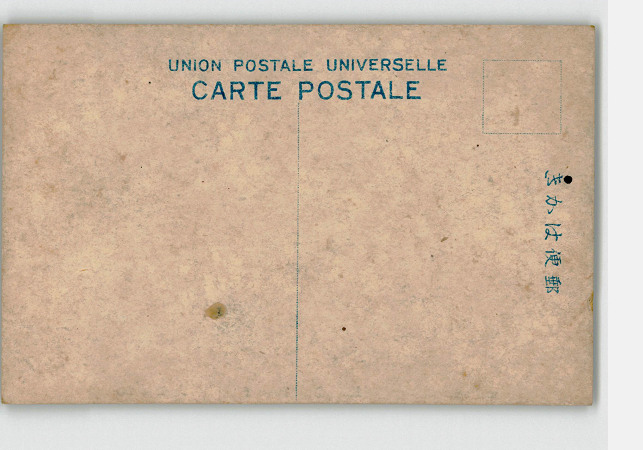 UNION POSTALE UNIVERSELLE
CARTE POSTALE
きかは便郵